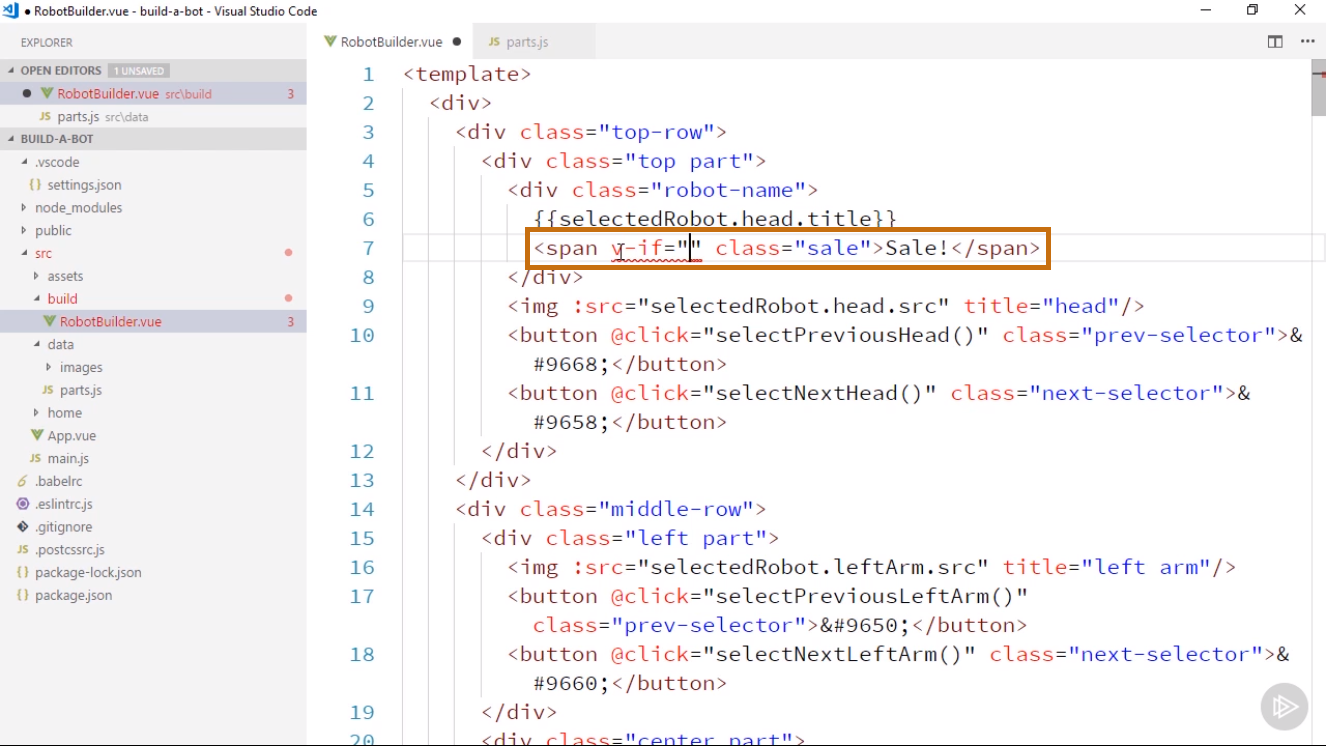 RobotBuilder.vue - build-a-bot - Visual Studio Code
EXPLORER
OPEN EDITORS 1 UNSAVED
RobotBuilder.vue src\build 3
JS parts.js src\data
BUILD-A-BOT
.vscode
{} settings.json
node_modules
public
src
assets
build
RobotBuilder.vue 3
data
images
JS parts.js
home
App.vue
JS main.js
.babelrc
.eslintrc.js
.gitignore
JS .postcssrc.js
{} package-lock.json
{} package.json
RobotBuilder.vue
JS parts.js
1 <template>
2 <div>
3 <div class="top-row">
4 <div class="top part">
5 <div class="robot-name">
6 {{selectedRobot.head.title}}
7 <span v-if="" class="sale">Sale!</span>
8 </div>
9 <img :src="selectedRobot.head.src" title="head"/>
10 <button @click="selectPreviousHead()" class="prev-selector">&
#9668;</button>
11 <button @click="selectNextHead()" class="next-selector">&
#9658;</button>
12 </div>
13 </div>
14 <div class="middle-row">
15 <div class="left part">
16 <img :src="selectedRobot.leftArm.src" title="left arm"/>
17 <button @click="selectPreviousLeftArm()"
class="prev-selector">&#9650;</button>
18 <button @click="selectNextLeftArm()" class="next-selector">&
#9660;</button>
19 </div>
20 <div class="center part">